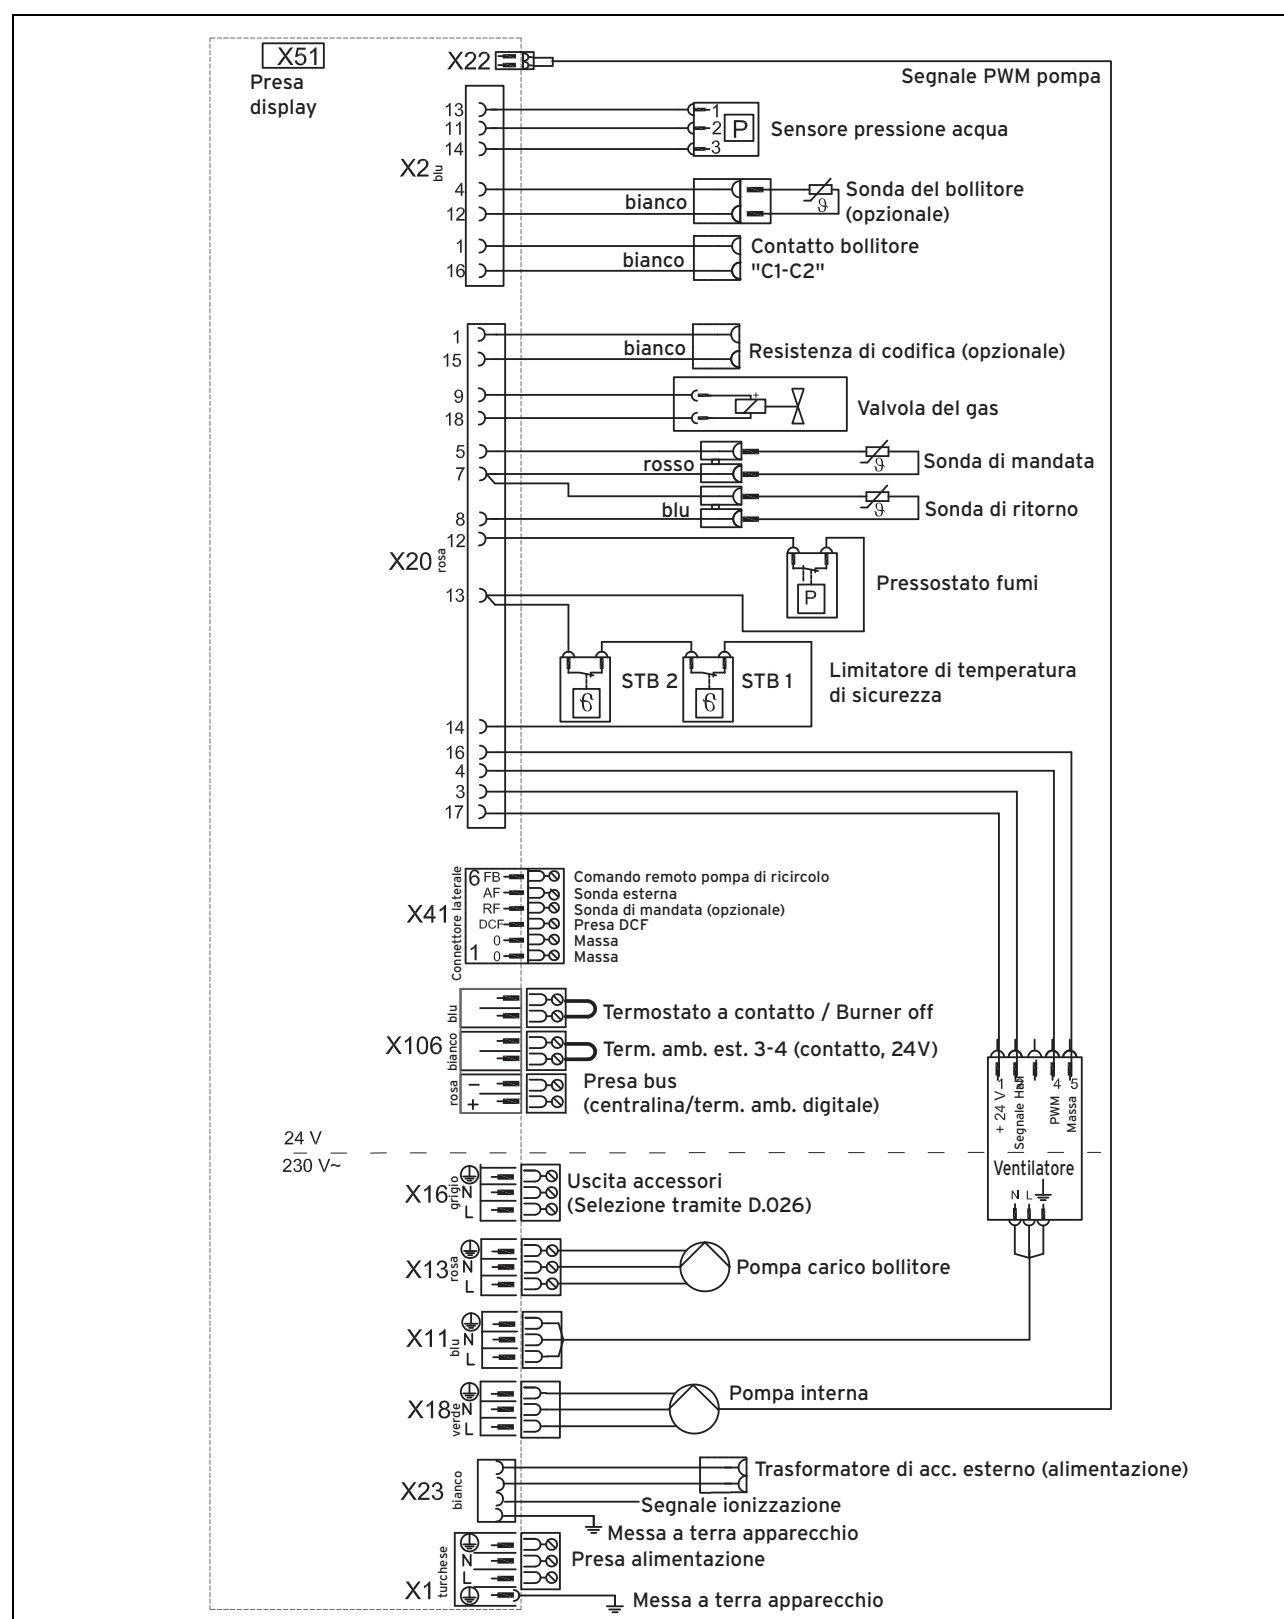 X51
Presa
display
X22
Segnale PWM pompa
X2
blu
13
11
14
4
12
1
16
1
2
3
P
Sensore pressione acqua
bianco
ϑ
Sonda del bollitore
(opzionale)
bianco
Contatto bollitore
"C1-C2"
X20
rosa
1
15
9
18
5
7
8
12
13
14
16
4
3
17
bianco
Resistenza di codifica (opzionale)
+
Valvola del gas
rosso
ϑ
Sonda di mandata
blu
ϑ
Sonda di ritorno
P
Pressostato fumi
STB 2
STB 1
ϑ
ϑ
Limitatore di temperatura
di sicurezza
X41
Connettore laterale
6 FB
AF
RF
DCF
0
1 0
Comando remoto pompa di ricircolo
Sonda esterna
Sonda di mandata (opzionale)
Presa DCF
Massa
Massa
X106
blu
Termostato a contatto / Burner off
bianco
Term. amb. est. 3-4 (contatto, 24V)
rosa
–
+
Presa bus
(centralina/term. amb. digitale)
1
4
5
+ 24 V
Segnale Hall
PWM
Massa
Ventilatore
N L
24 V
230 V~
X16
grigio
N
L
Uscita accessori
(Selezione tramite D.026)
X13
rosa
N
L
Pompa carico bollitore
X11
blu
N
L
X18
verde
N
L
Pompa interna
X23
bianco
Trasformatore di acc. esterno (alimentazione)
Segnale ionizzazione
Messa a terra apparecchio
X1
turchese
N
L
Presa alimentazione
Messa a terra apparecchio